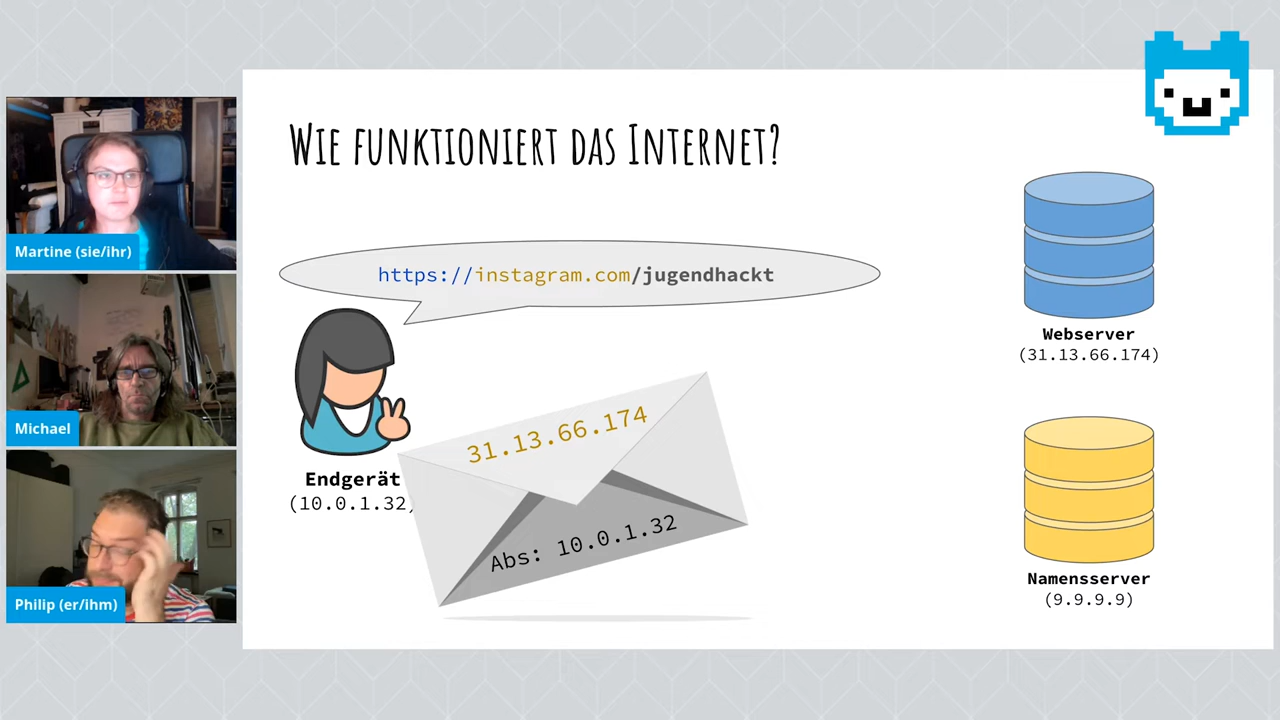 Wie funktioniert das Internet?
https://instagram.com/jugendhackt
Webserver
(31.13.66.174)
31.13.66.174
Endgerät
(10.0.1.32)
Abs: 10.0.1.32
Namensserver
(9.9.9.9)
Martine (sie/ihr)
Michael
Philip (er/ihm)